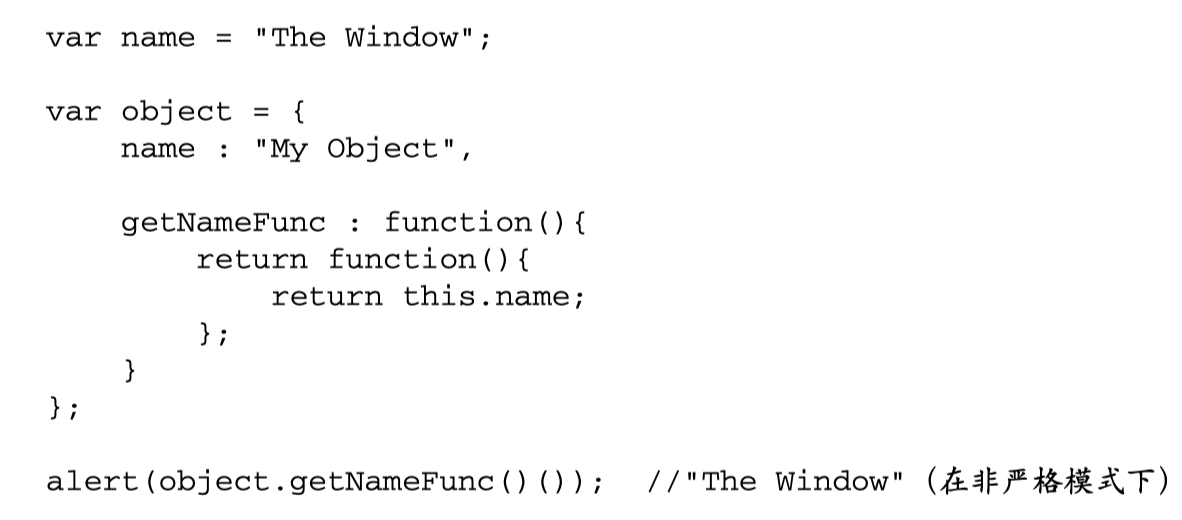 var name = "The Window";
var object = {
name : "My Object",
getNameFunc : function(){
return function(){
return this.name;
};
}
};
alert(object.getNameFunc()()); //"The Window" (在非严格模式下)